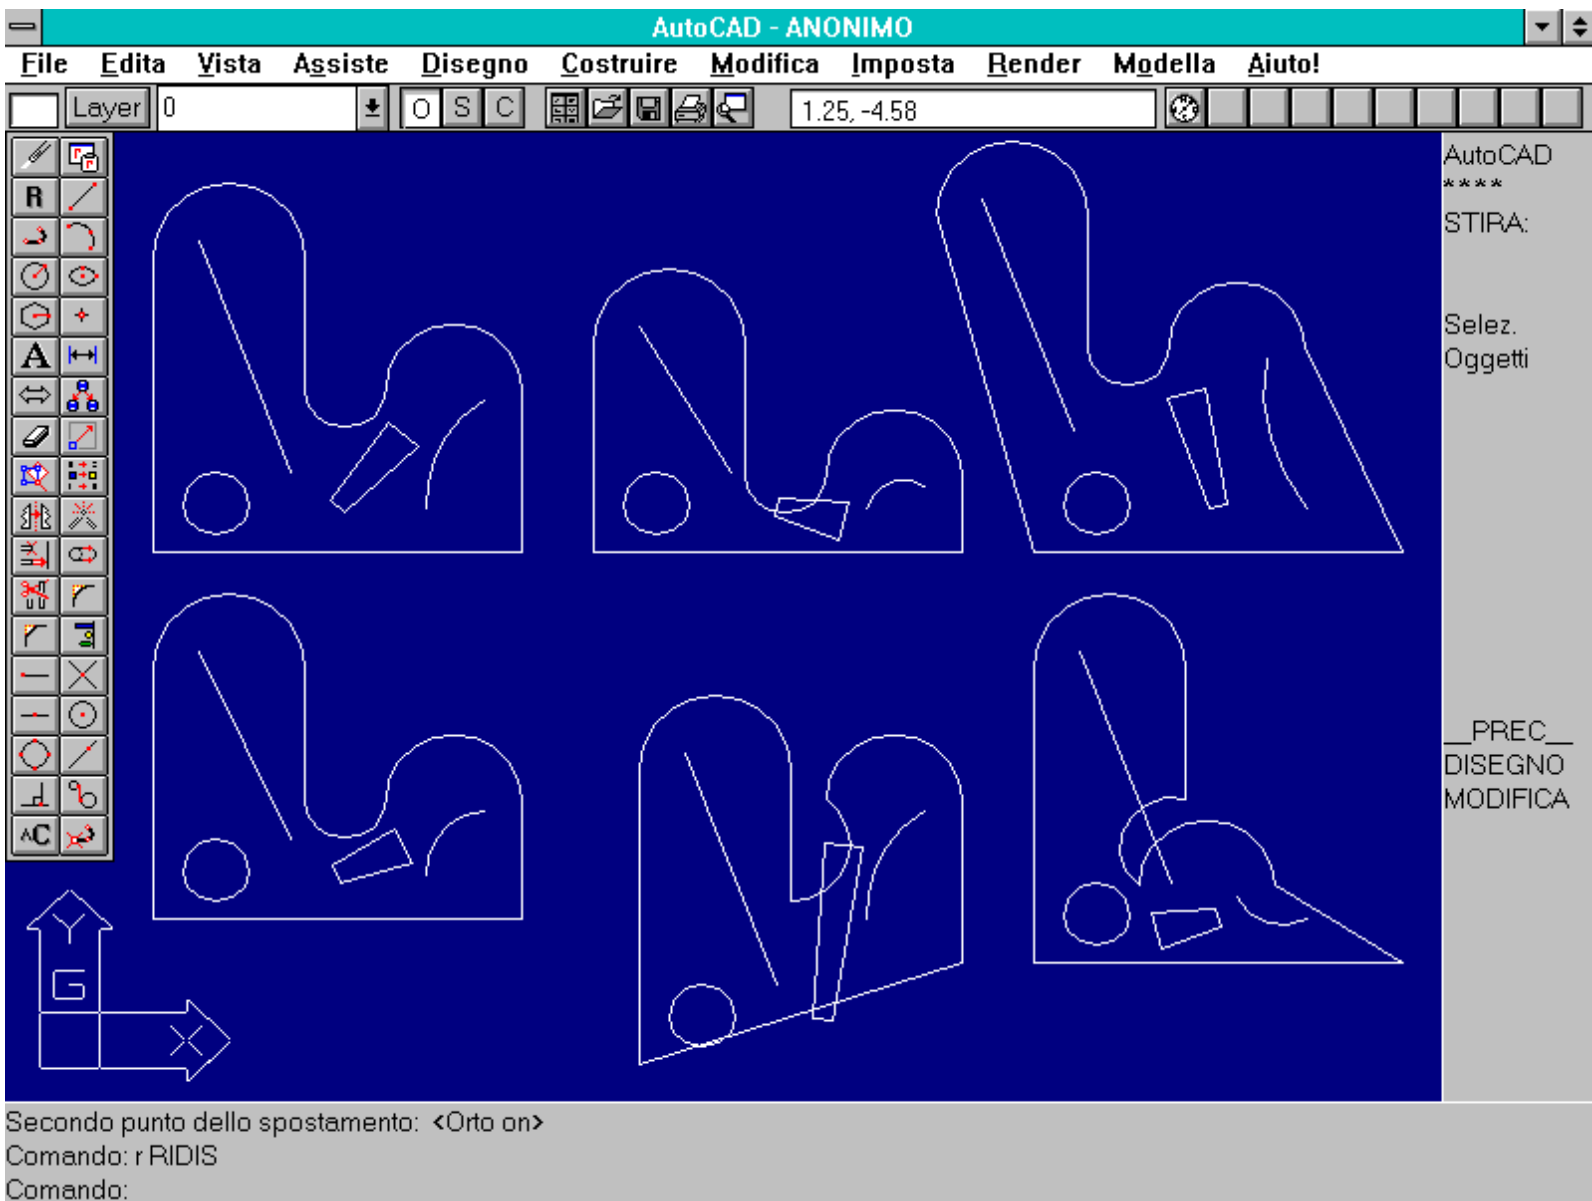 AutoCAD - ANONIMO
File Edita Vista Assiste Disegno Costruire Modifica Imposta Render Modella Aiuto!
Layer 0 O S C 1.25, -4.58
R
A
AC
AutoCAD
****
STIRA:
Selez.
Oggetti
__PREC__
DISEGNO
MODIFICA
Y
G
X
Secondo punto dello spostamento: <Orto on>
Comando: r RIDIS
Comando: